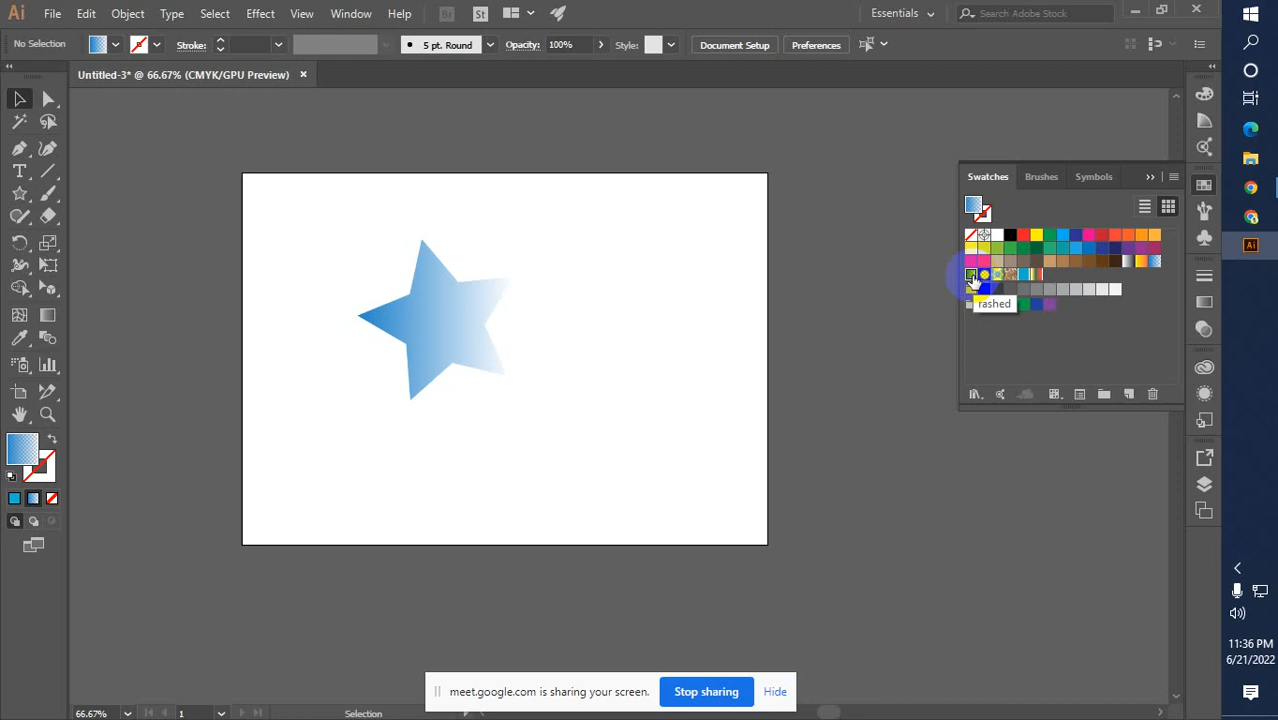 Ai File Edit Object Type Select Effect View Window Help Br St Essentials Search Adobe Stock
No Selection Stroke: 5 pt. Round Opacity: 100% Style: Document Setup Preferences
Untitled-3* @ 66.67% (CMYK/GPU Preview)
Swatches Brushes Symbols
rashed
Ai
11:36 PM
6/21/2022
meet.google.com is sharing your screen. Stop sharing Hide
66.67% 1 Selection